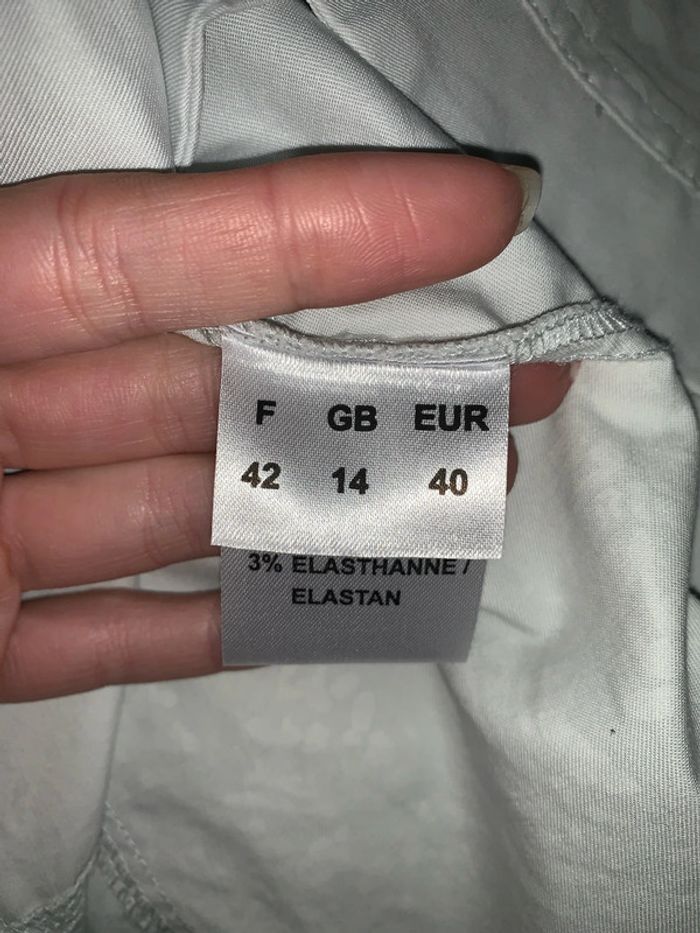 F GB EUR
42 14 40
3% ELASTHANNE /
ELASTAN